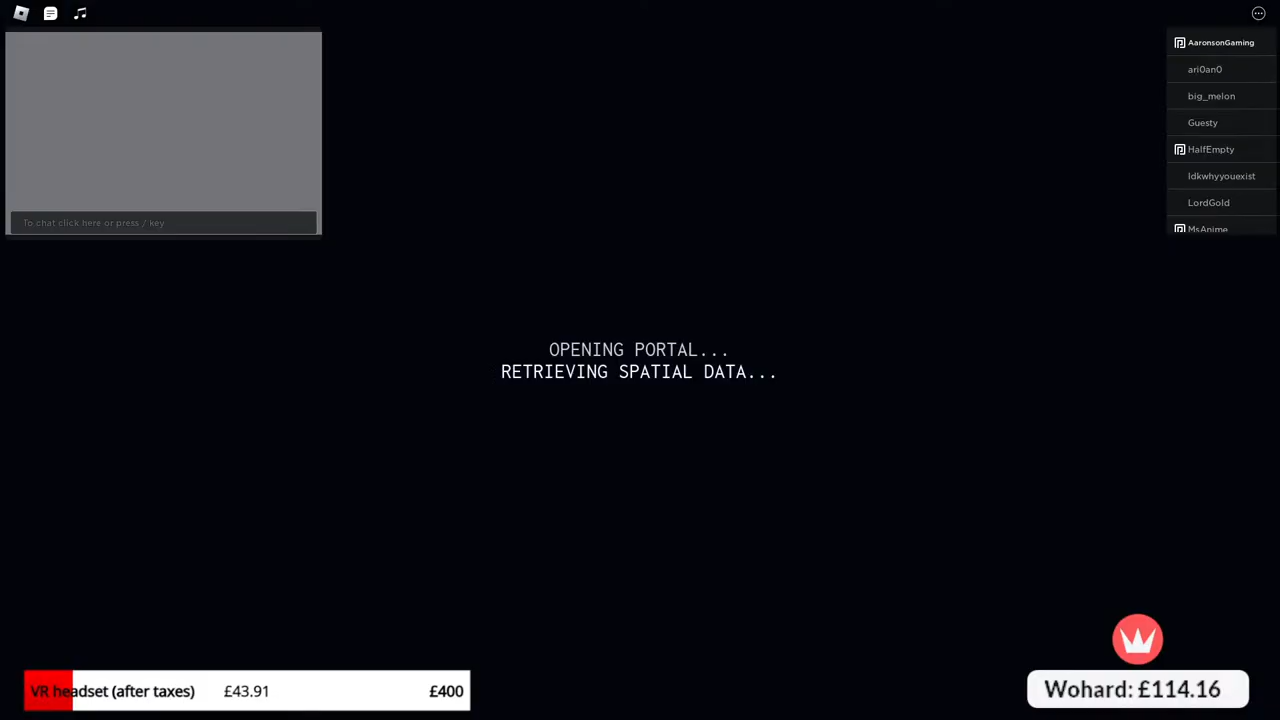 To chat click here or press / key
AaronsonGaming
ari0an0
big_melon
Guesty
HalfEmpty
Idkwhyyouexist
LordGold
MsAnime
OPENING PORTAL...
RETRIEVING SPATIAL DATA...
VR headset (after taxes) £43.91 £400
Wohard: £114.16